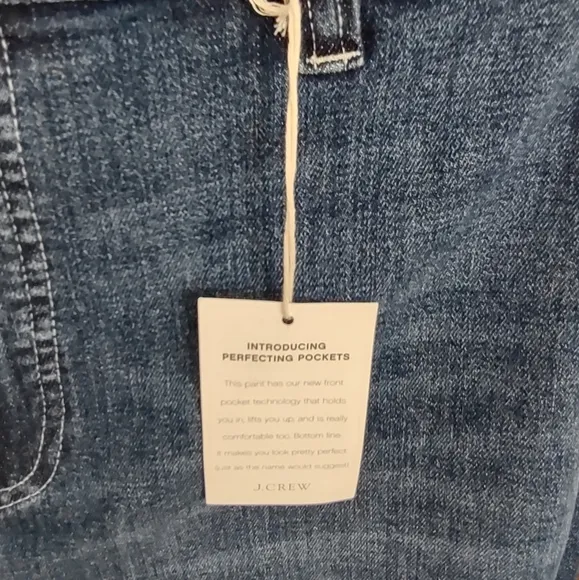 INTRODUCING
PERFECTING POCKETS
This pant has our new front
pocket technology that holds
you in, lifts you up, and is really
comfortable too. Bottom line:
it makes you look pretty perfect
(just as the name would suggest).
J.CREW